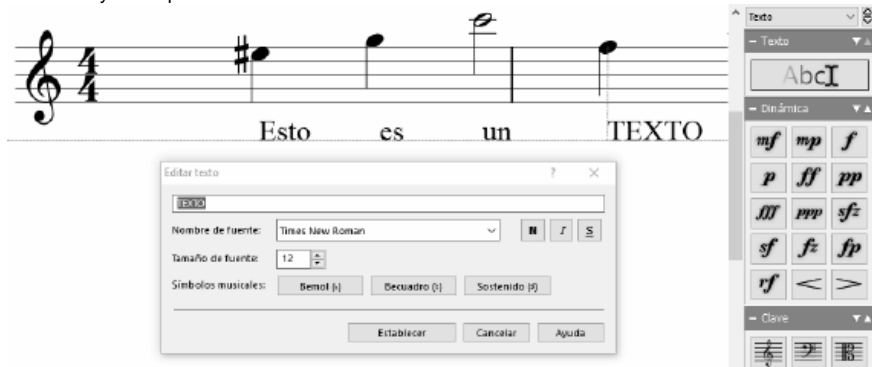 Texto
− Texto
AbcI
− Dinámica
mf mp f
p ff pp
fff ppp sfz
sf fz fp
rf < >
− Clave
4
4
Esto es un TEXTO
Editar texto ? ×
TEXTO
Nombre de fuente: Times New Roman N I S
Tamaño de fuente: 12
Símbolos musicales: Bemol (♭) Becuadro (♮) Sostenido (♯)
Establecer Cancelar Ayuda